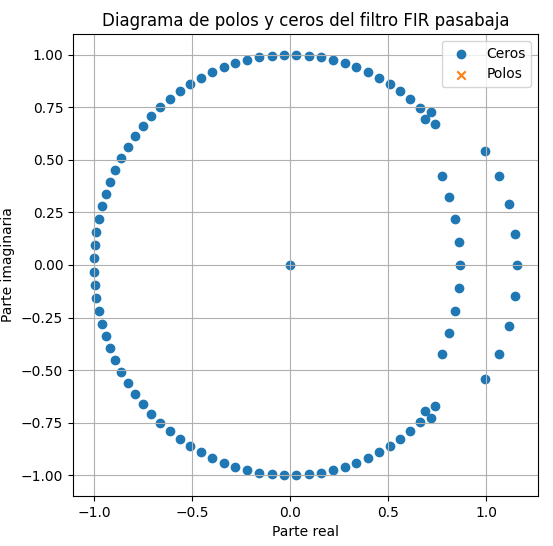 Diagrama de polos y ceros del filtro FIR pasabaja
Ceros
Polos
1.00
0.75
0.50
0.25
0.00
−0.25
−0.50
−0.75
−1.00
Parte imaginaria
−1.0
−0.5
0.0
0.5
1.0
Parte real